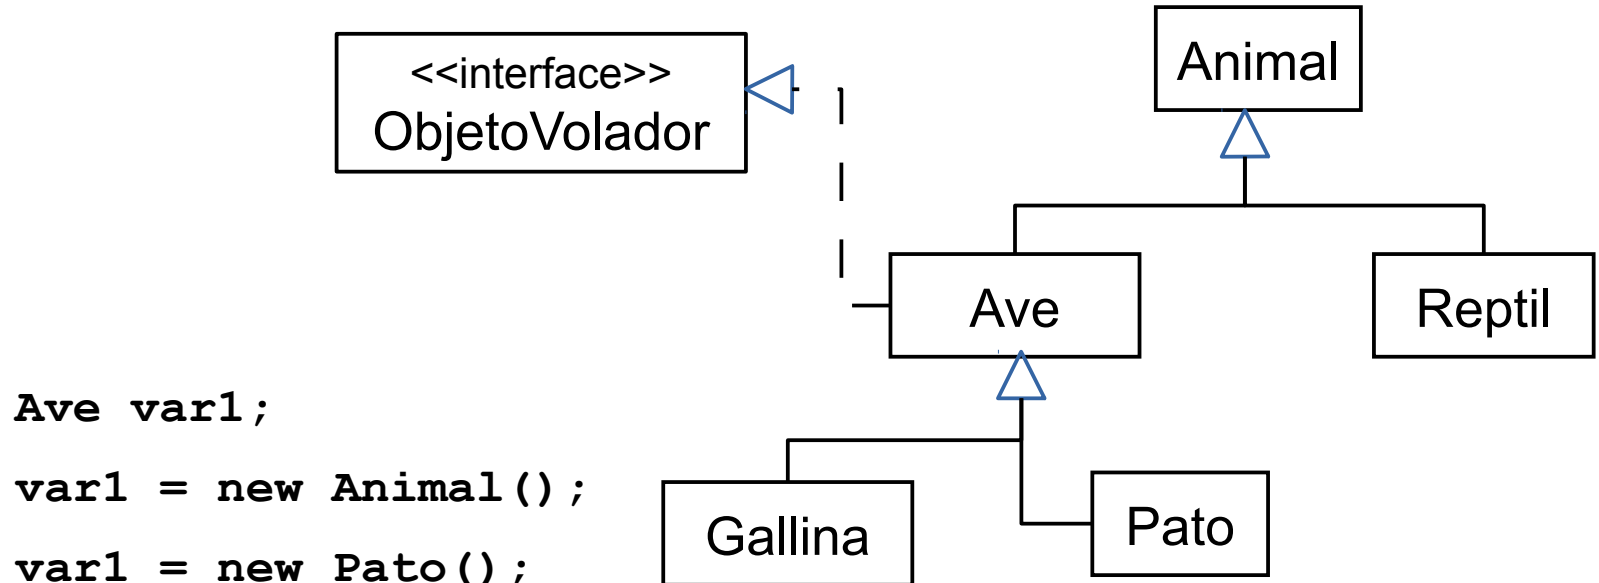 <<interface>>
ObjetoVolador
Animal
Ave
Reptil
Ave var1;
var1 = new Animal();
var1 = new Pato();
Gallina
Pato